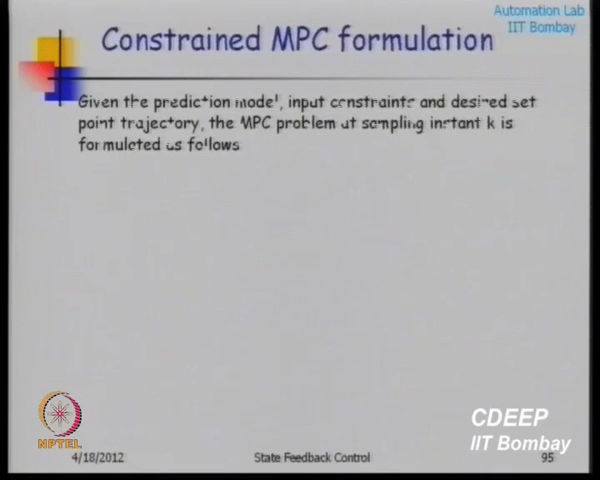 Automation Lab
IIT Bombay
Constrained MPC formulation
Given the prediction model, input constraints and desired set
point trajectory, the MPC problem at sampling instant k is
formulated as follows
NPTEL
CDEEP
IIT Bombay
4/18/2012
State Feedback Control
95